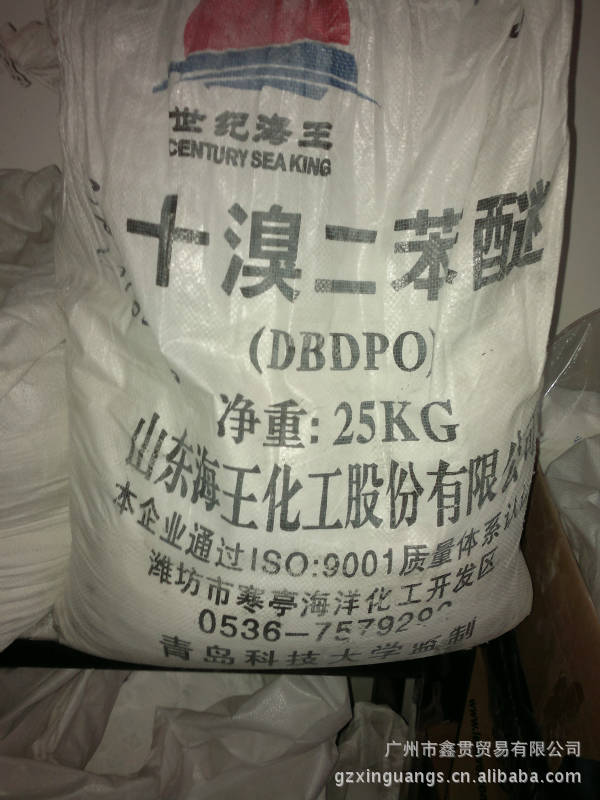 世纪海王
CENTURY SEA KING
十溴二苯醚
(DBDPO)
净重: 25KG
山东海王化工股份有限公司
本企业通过ISO:9001质量体系认
潍坊市寒亭海洋化工开发区
0536-757929
青岛科技大学监制
广州市鑫贯贸易有限公司
gzxinguangs.cn.alibaba.com